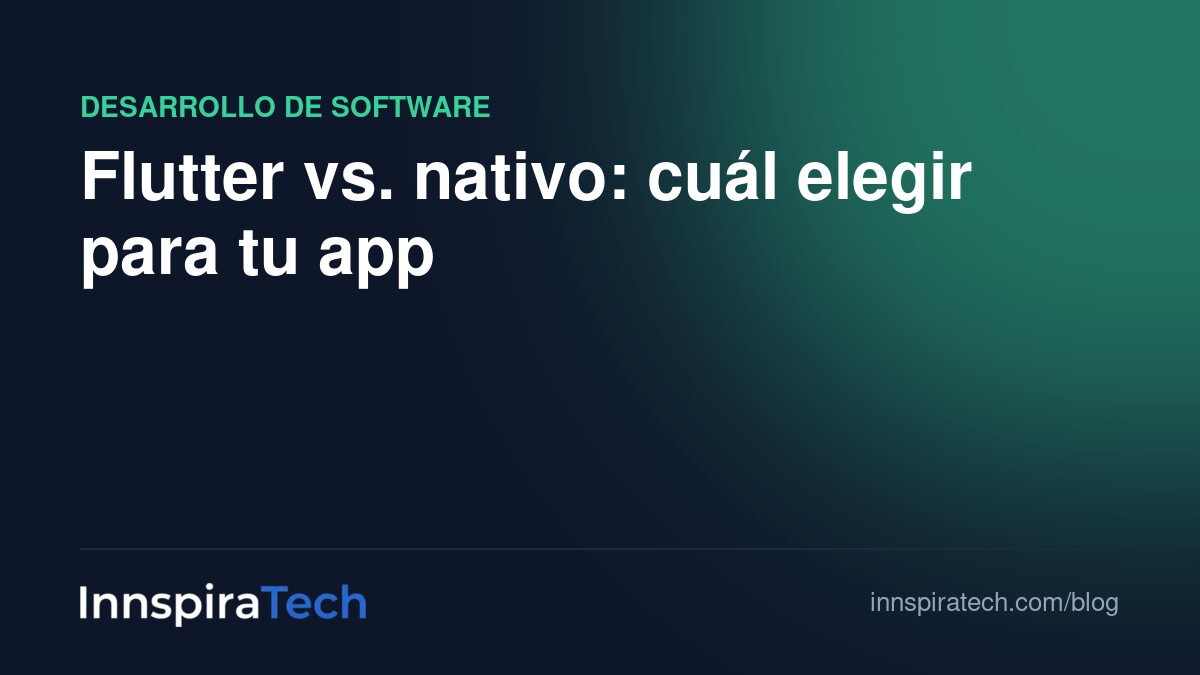 DESARROLLO DE SOFTWARE
Flutter vs. nativo: cuál elegir
para tu app
InnspiraTech
innspiratech.com/blog